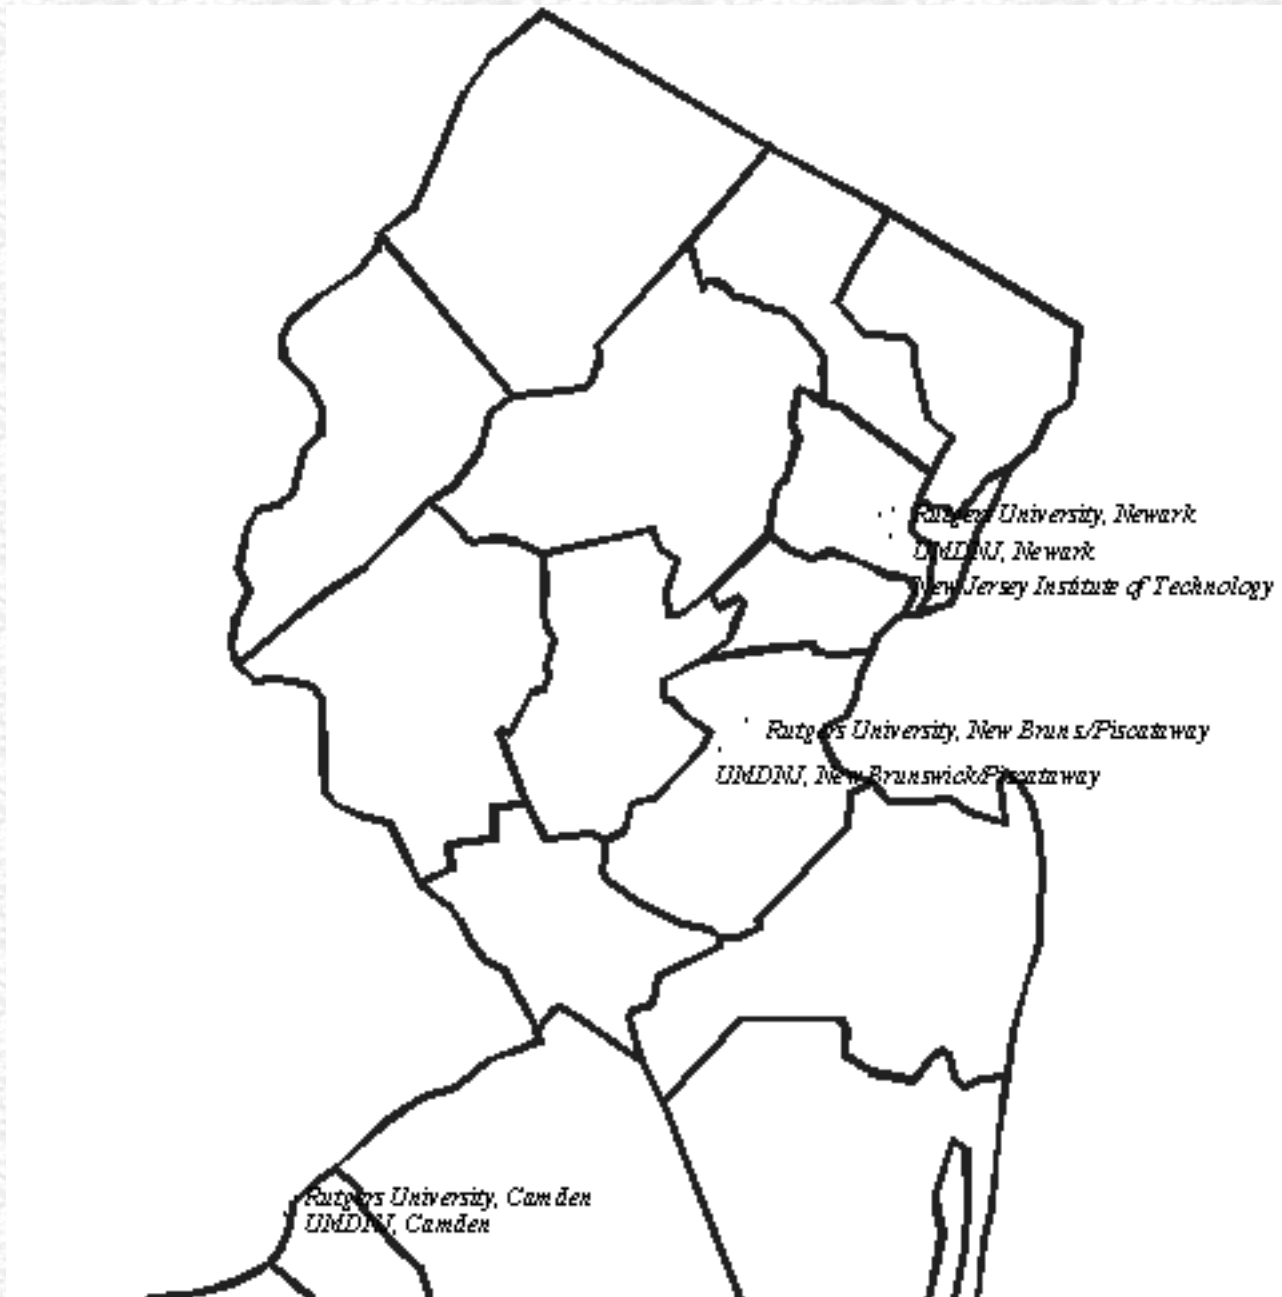 Rutgers University, Newark
UMDNJ, Newark
New Jersey Institute of Technology
Rutgers University, New Bruns/Piscataway
UMDNJ, New Brunswick/Piscataway
Rutgers University, Camden
UMDNJ, Camden